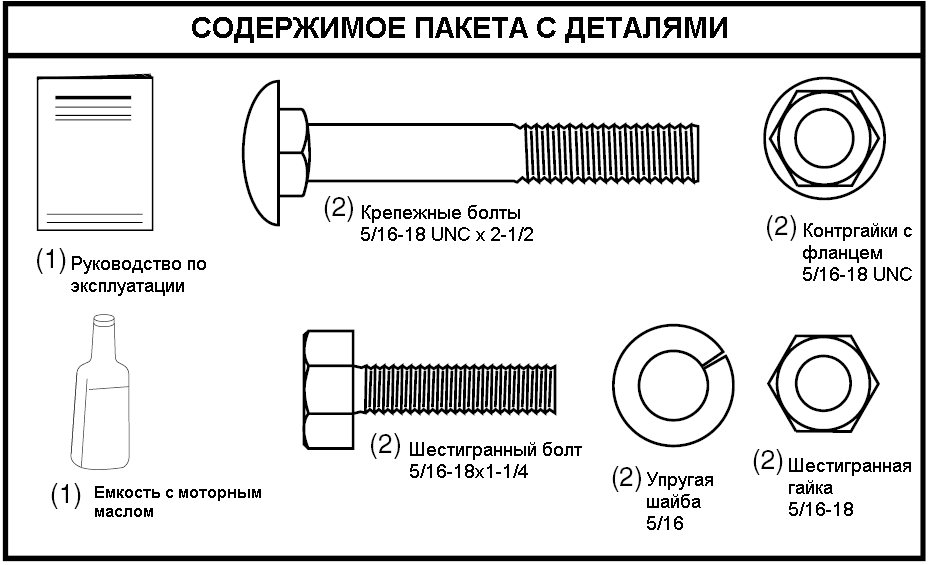 СОДЕРЖИМОЕ ПАКЕТА С ДЕТАЛЯМИ
(1) Руководство по
эксплуатации
(2) Крепежные болты
5/16-18 UNC x 2-1/2
(2) Контргайки с
фланцем
5/16-18 UNC
(1) Емкость с моторным
маслом
(2) Шестигранный болт
5/16-18x1-1/4
(2) Упругая
шайба
5/16
(2) Шестигранная
гайка
5/16-18